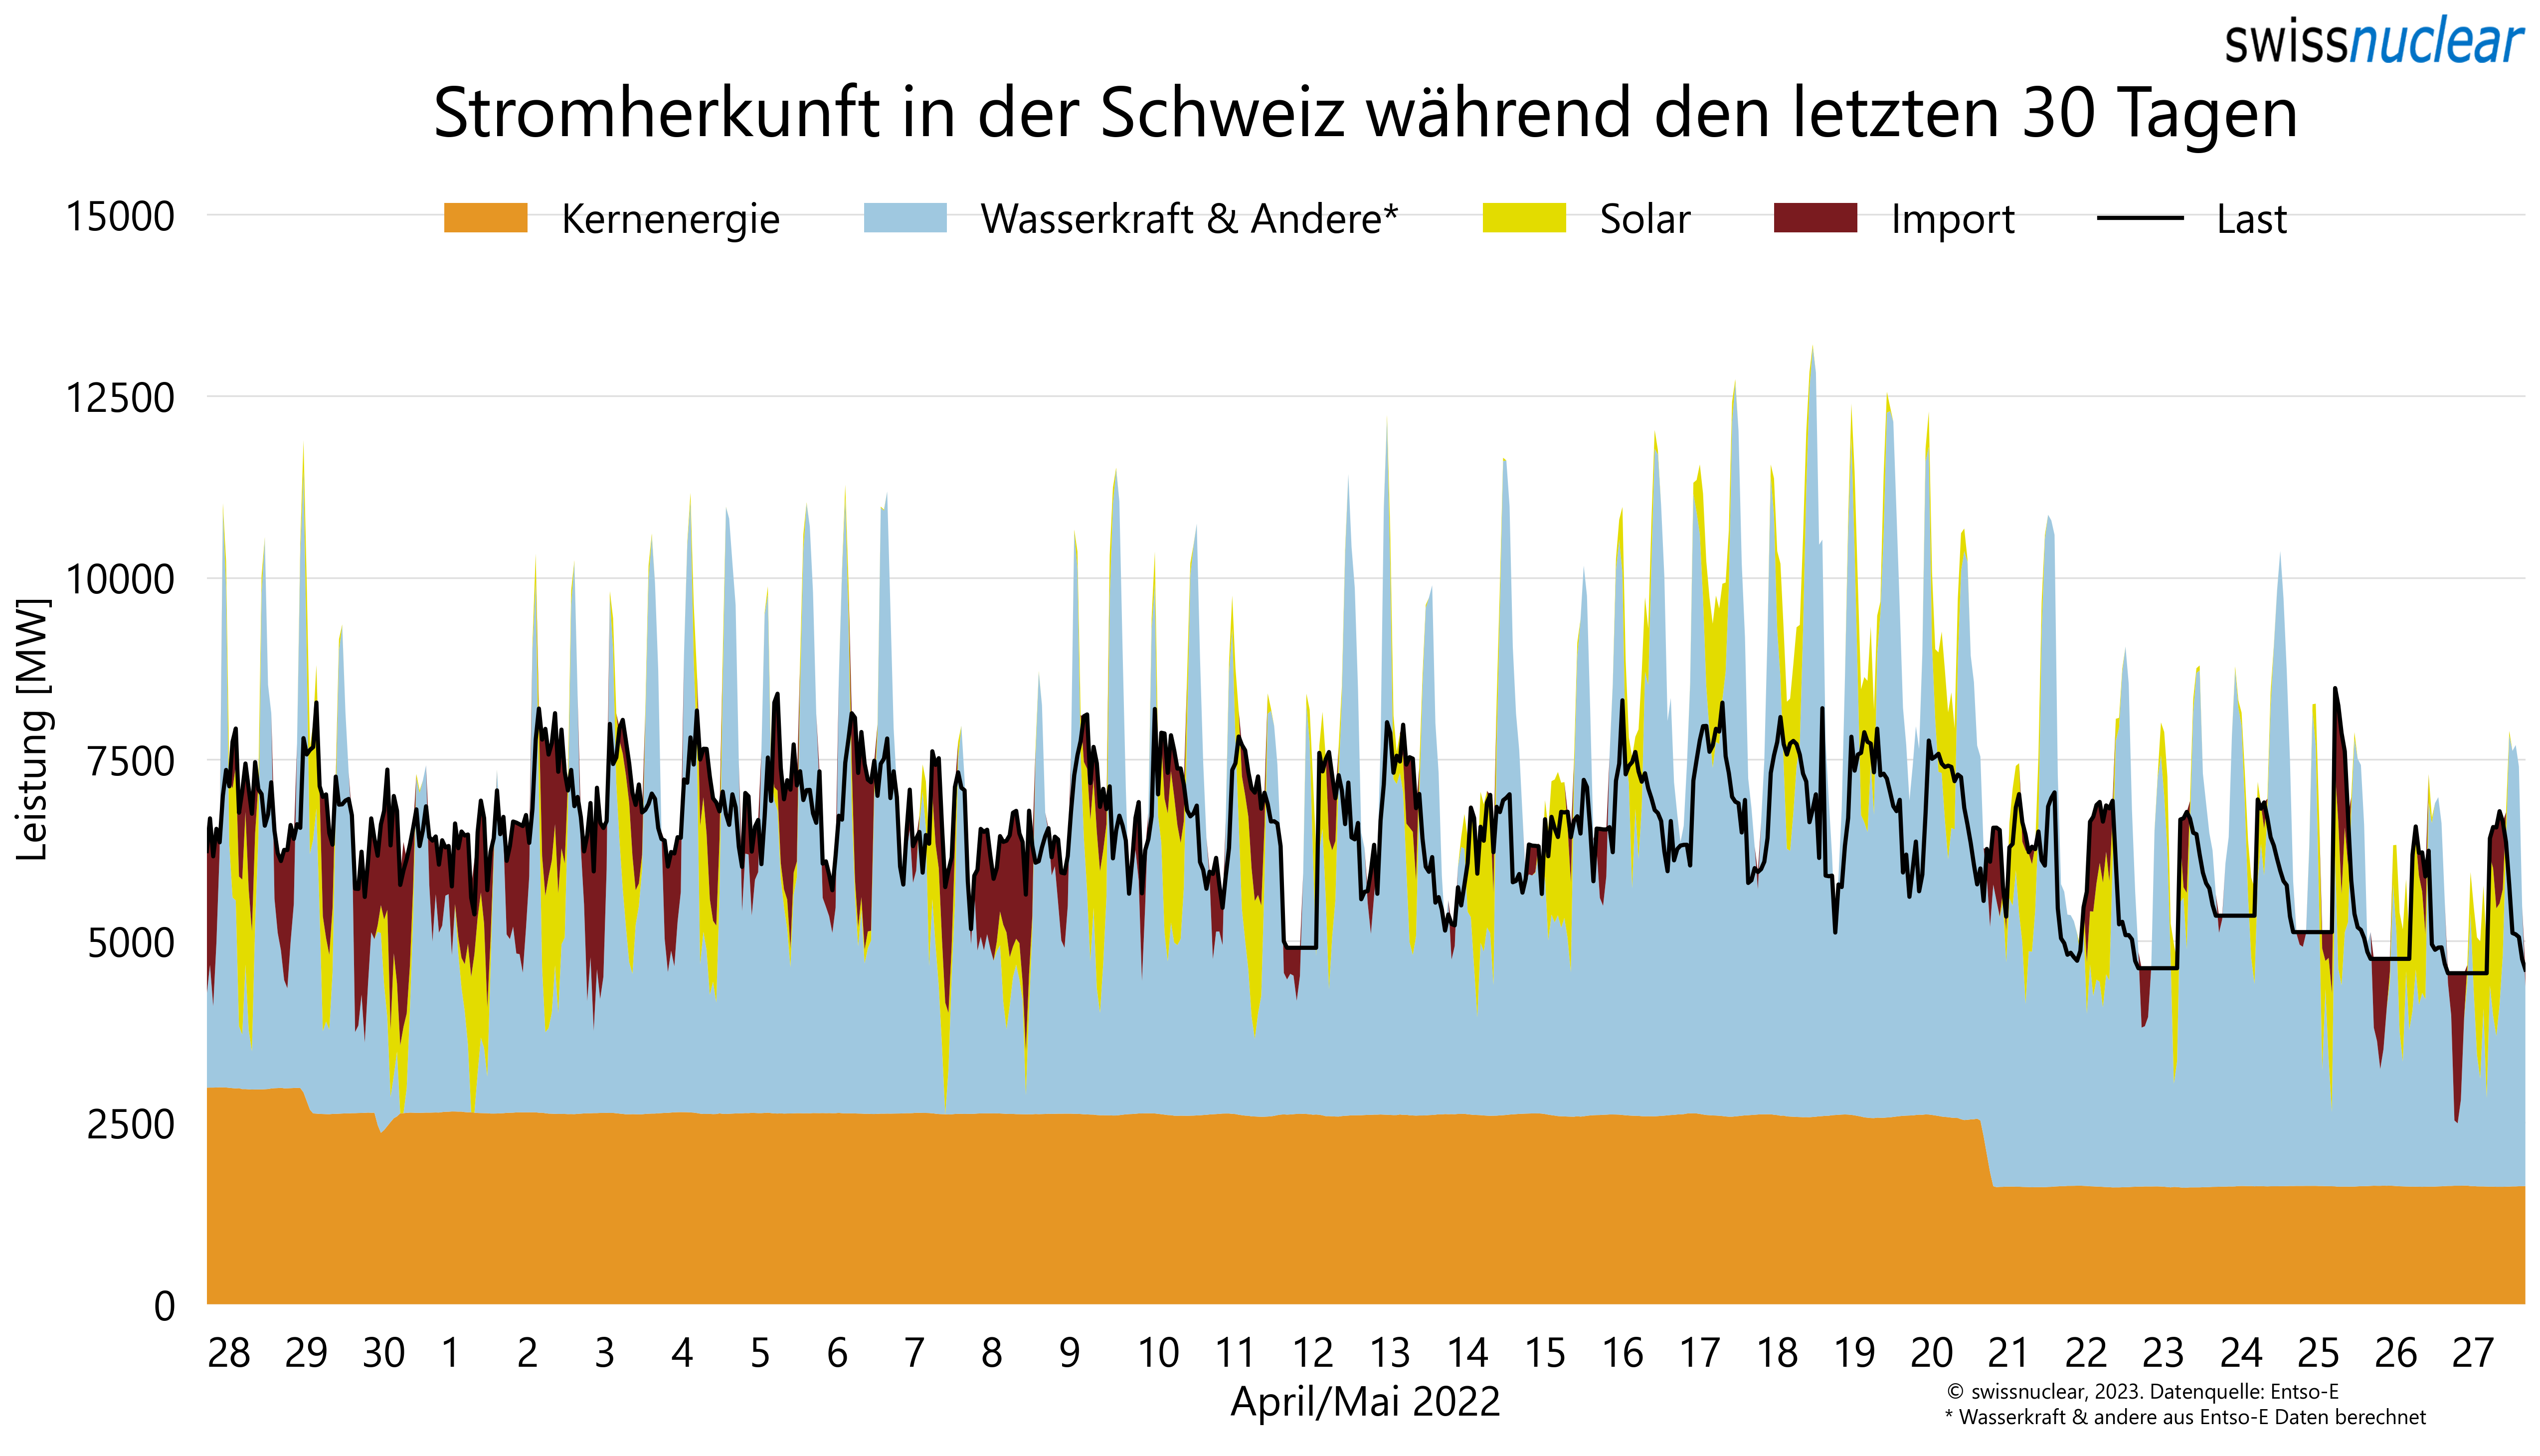 swissnuclear
Stromherkunft in der Schweiz während den letzten 30 Tagen
Kernenergie Wasserkraft & Andere* Solar Import Last
15000
12500
10000
7500
5000
2500
0
Leistung [MW]
28 29 30 1 2 3 4 5 6 7 8 9 10 11 12 13 14 15 16 17 18 19 20 21 22 23 24 25 26 27
April/Mai 2022
© swissnuclear, 2023. Datenquelle: Entso-E
* Wasserkraft & andere aus Entso-E Daten berechnet